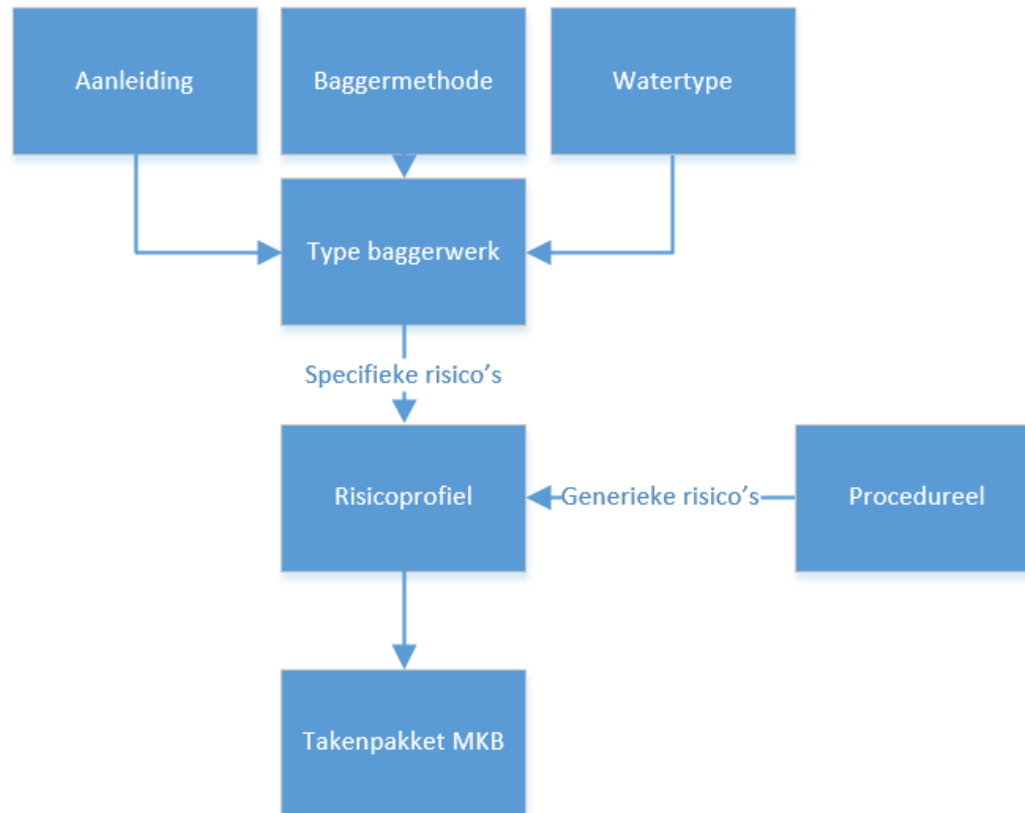 Aanleiding
Baggermethode
Watertype
Type baggerwerk
Specifieke risico’s
Risicoprofiel
Generieke risico’s
Procedureel
Takenpakket MKB